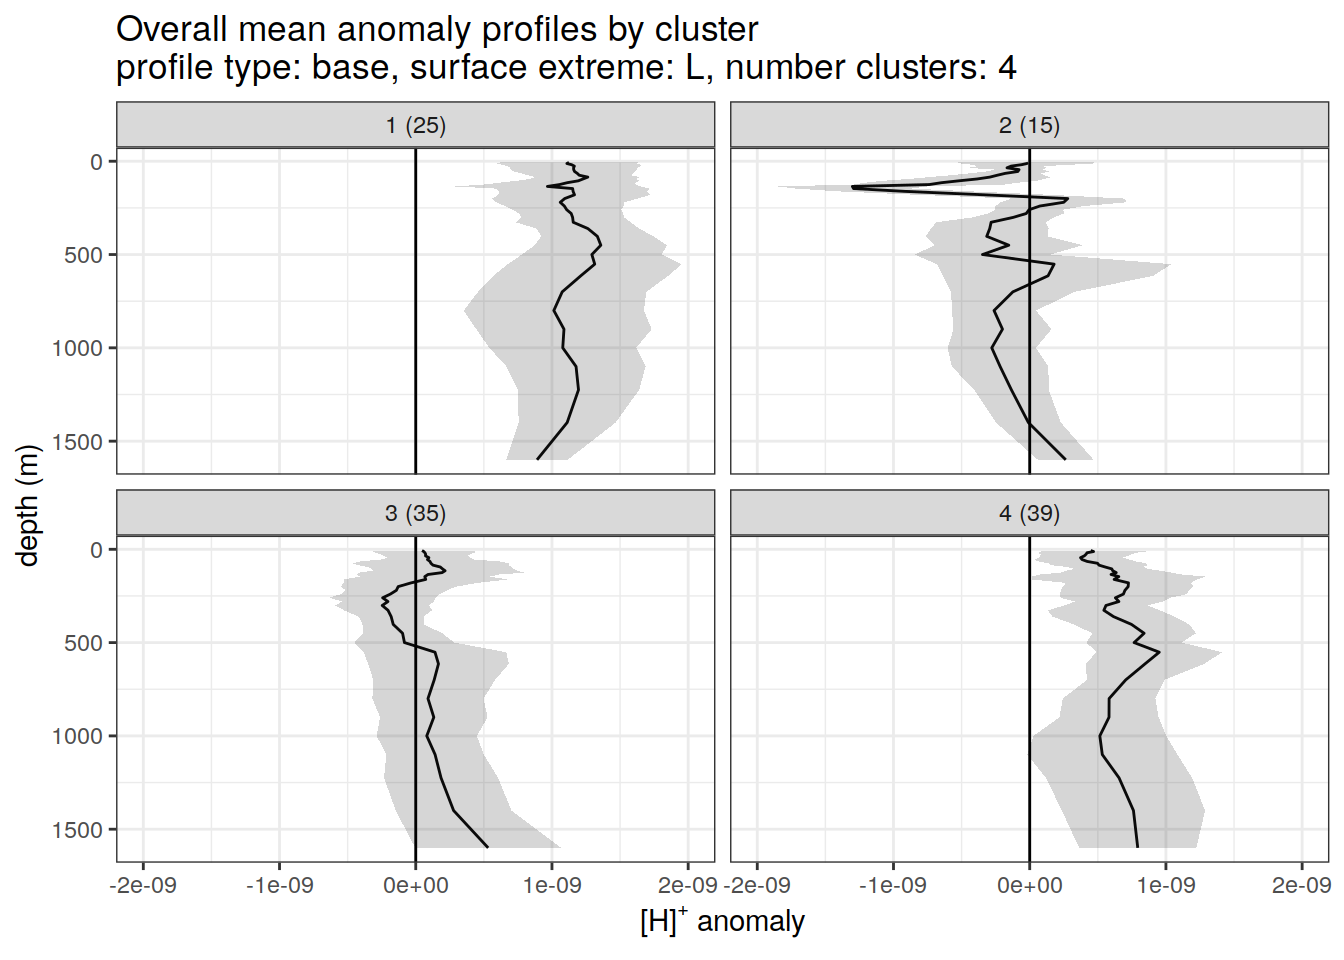 Overall mean anomaly profiles by cluster
profile type: base, surface extreme: L, number clusters: 4
1 (25)
2 (15)
0
500
1000
1500
3 (35)
4 (39)
0
500
1000
1500
depth (m)
-2e-09 -1e-09 0e+00 1e-09 2e-09 -2e-09 -1e-09 0e+00 1e-09 2e-09
[H]⁺ anomaly